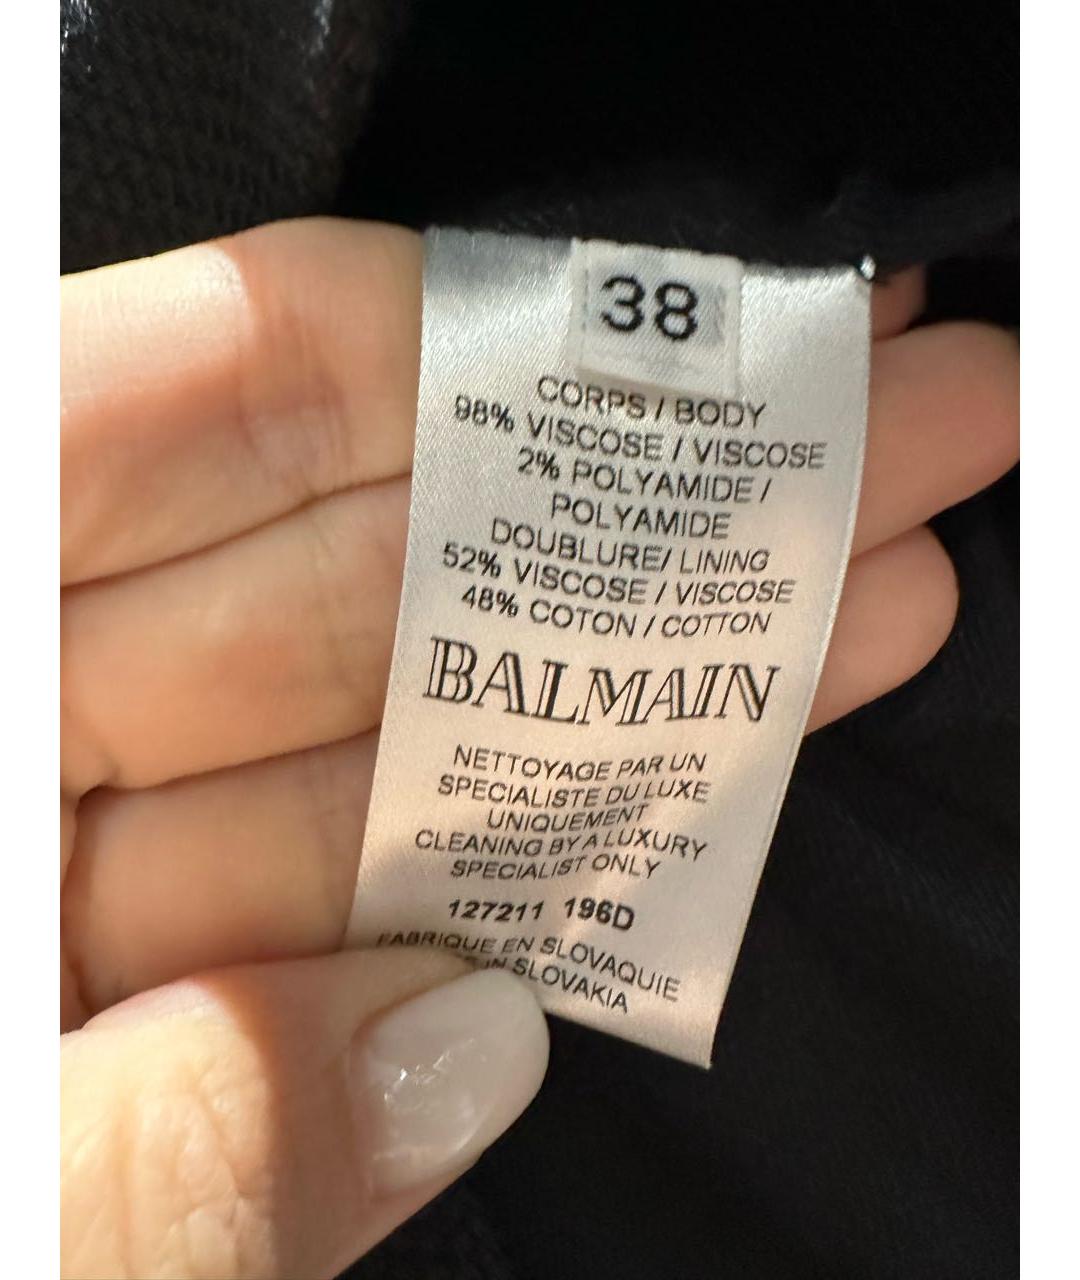 38
CORPS / BODY
98% VISCOSE / VISCOSE
2% POLYAMIDE /
POLYAMIDE
DOUBLURE/ LINING
52% VISCOSE / VISCOSE
48% COTON / COTTON
BALMAIN
NETTOYAGE PAR UN
SPECIALISTE DU LUXE
UNIQUEMENT
CLEANING BY A LUXURY
SPECIALIST ONLY
127211 196D
FABRIQUE EN SLOVAQUIE
IN SLOVAKIA